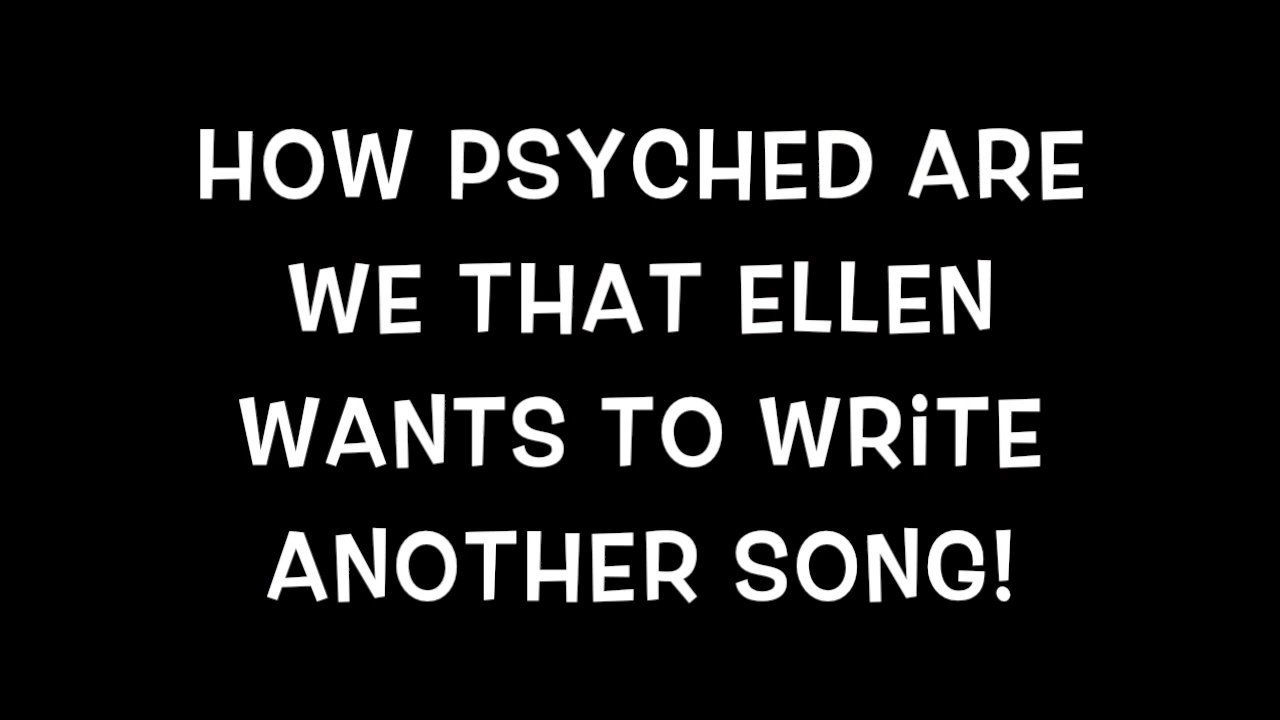 HOW PSYCHED ARE
WE THAT ELLEN
WANTS TO WRiTE
ANOTHER SONG!